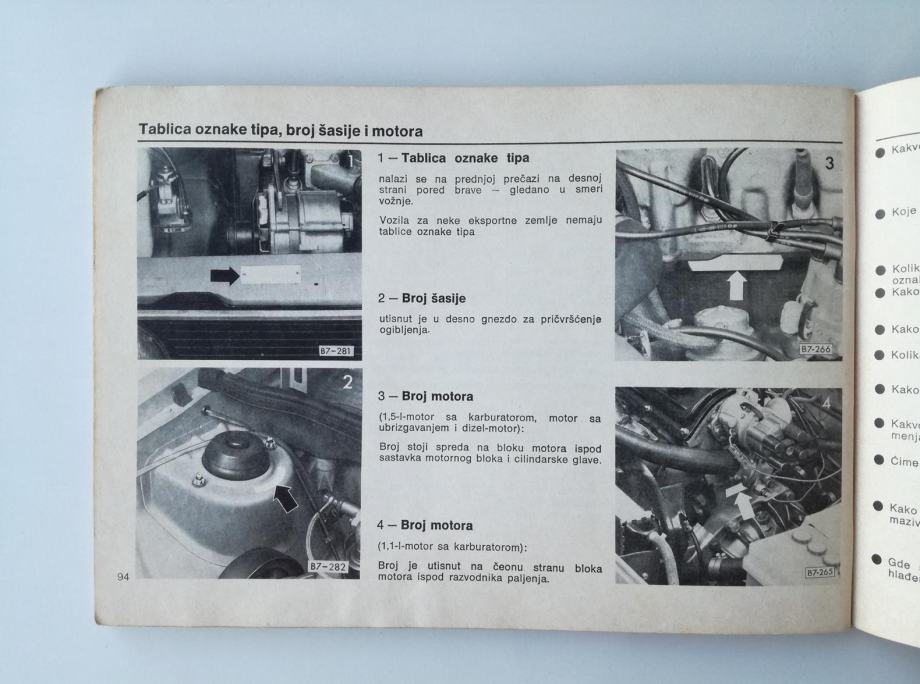 Tablica oznake tipa, broj šasije i motora
1
B7-281
2
B7-282
1 — Tablica oznake tipa
nalazi se na prednjoj prečazi na desnoj
strani pored brave — gledano u smeri
vožnje.
Vozila za neke eksportne zemlje nemaju
tablice oznake tipa
2 — Broj šasije
utisnut je u desno gnezdo za pričvršćenje
ogibljenja.
3 — Broj motora
(1,5-l-motor sa karburatorom, motor sa
ubrizgavanjem i dizel-motor):
Broj stoji spreda na bloku motora ispod
sastavka motornog bloka i cilindarske glave.
4 — Broj motora
(1,1-l-motor sa karburatorom):
Broj je utisnut na čeonu stranu bloka
motora ispod razvodnika paljenja.
3
B7-266
4
B7-265
94
Koje
Kako
Kako
Kako
Čime
Kako
Gde